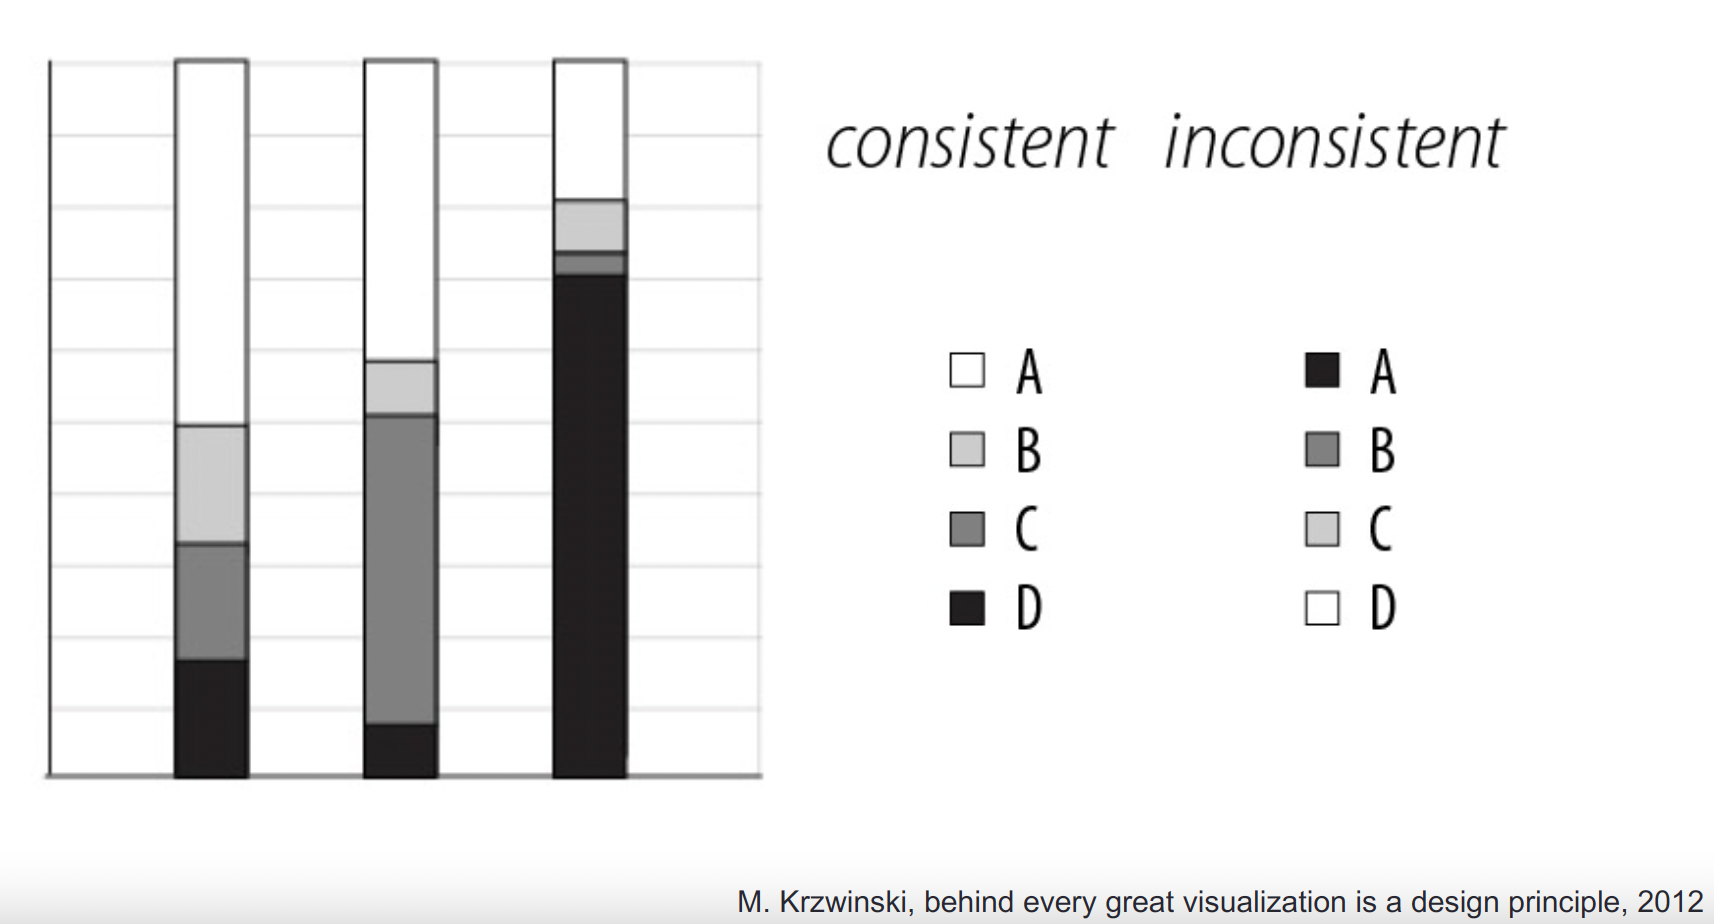 consistent inconsistent
A A
B B
C C
D D
M. Krzwinski, behind every great visualization is a design principle, 2012